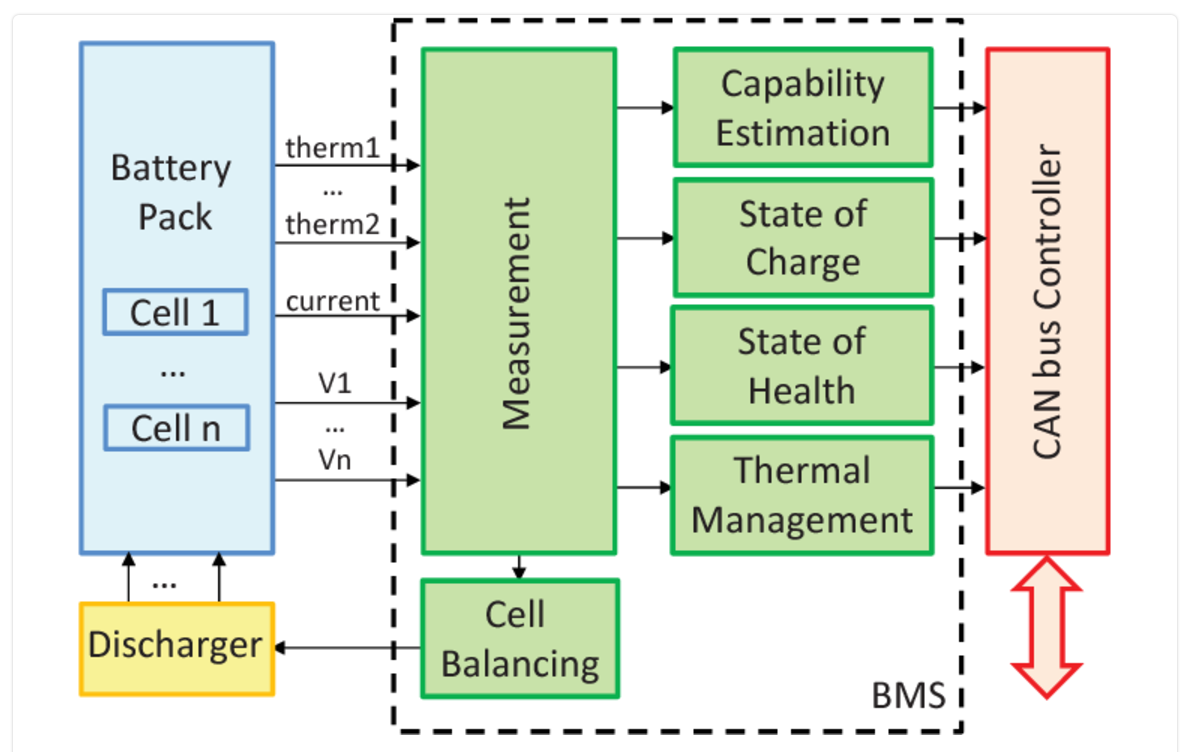 Battery
Pack
Cell 1
...
Cell n
therm1
...
therm2
current
V1
...
Vn
Measurement
Capability
Estimation
State of
Charge
State of
Health
Thermal
Management
CAN bus Controller
...
Discharger
Cell
Balancing
BMS